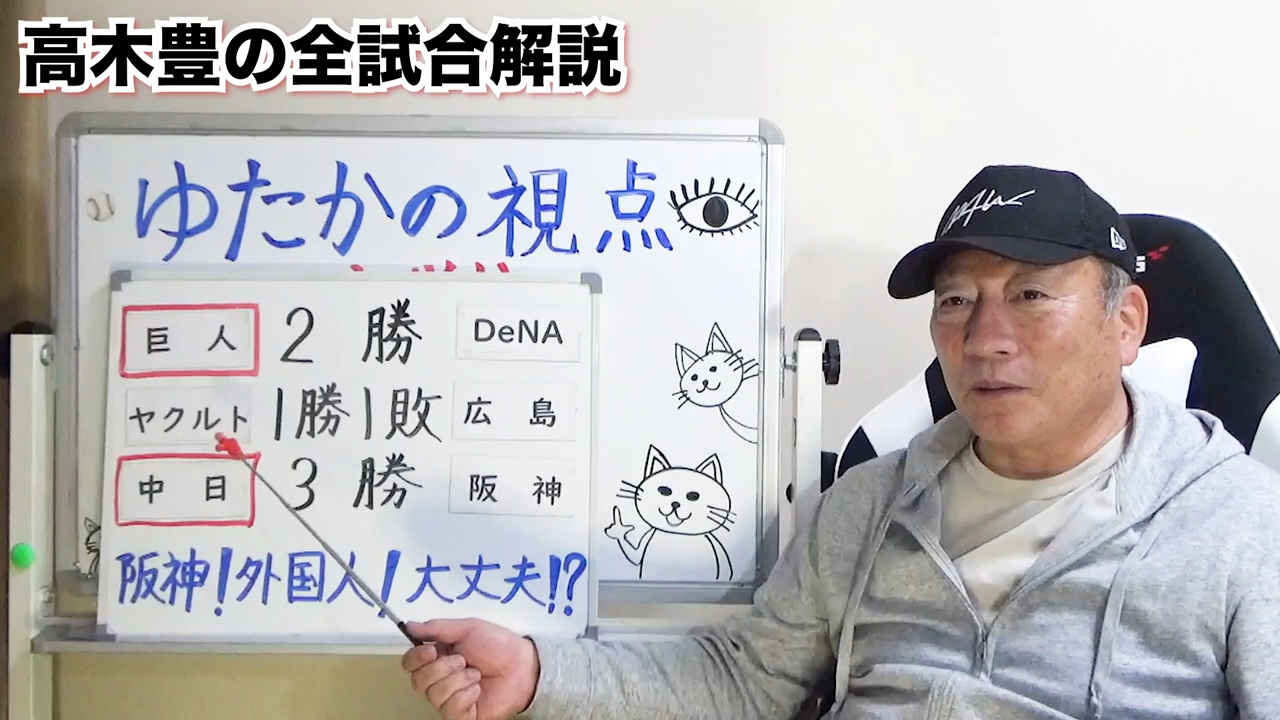 高木豊の全試合解説
ゆたかの視点
巨人 2勝 DeNA
ヤクルト 1勝1敗 広島
中日 3勝 阪神
阪神!外国人!大丈夫!?